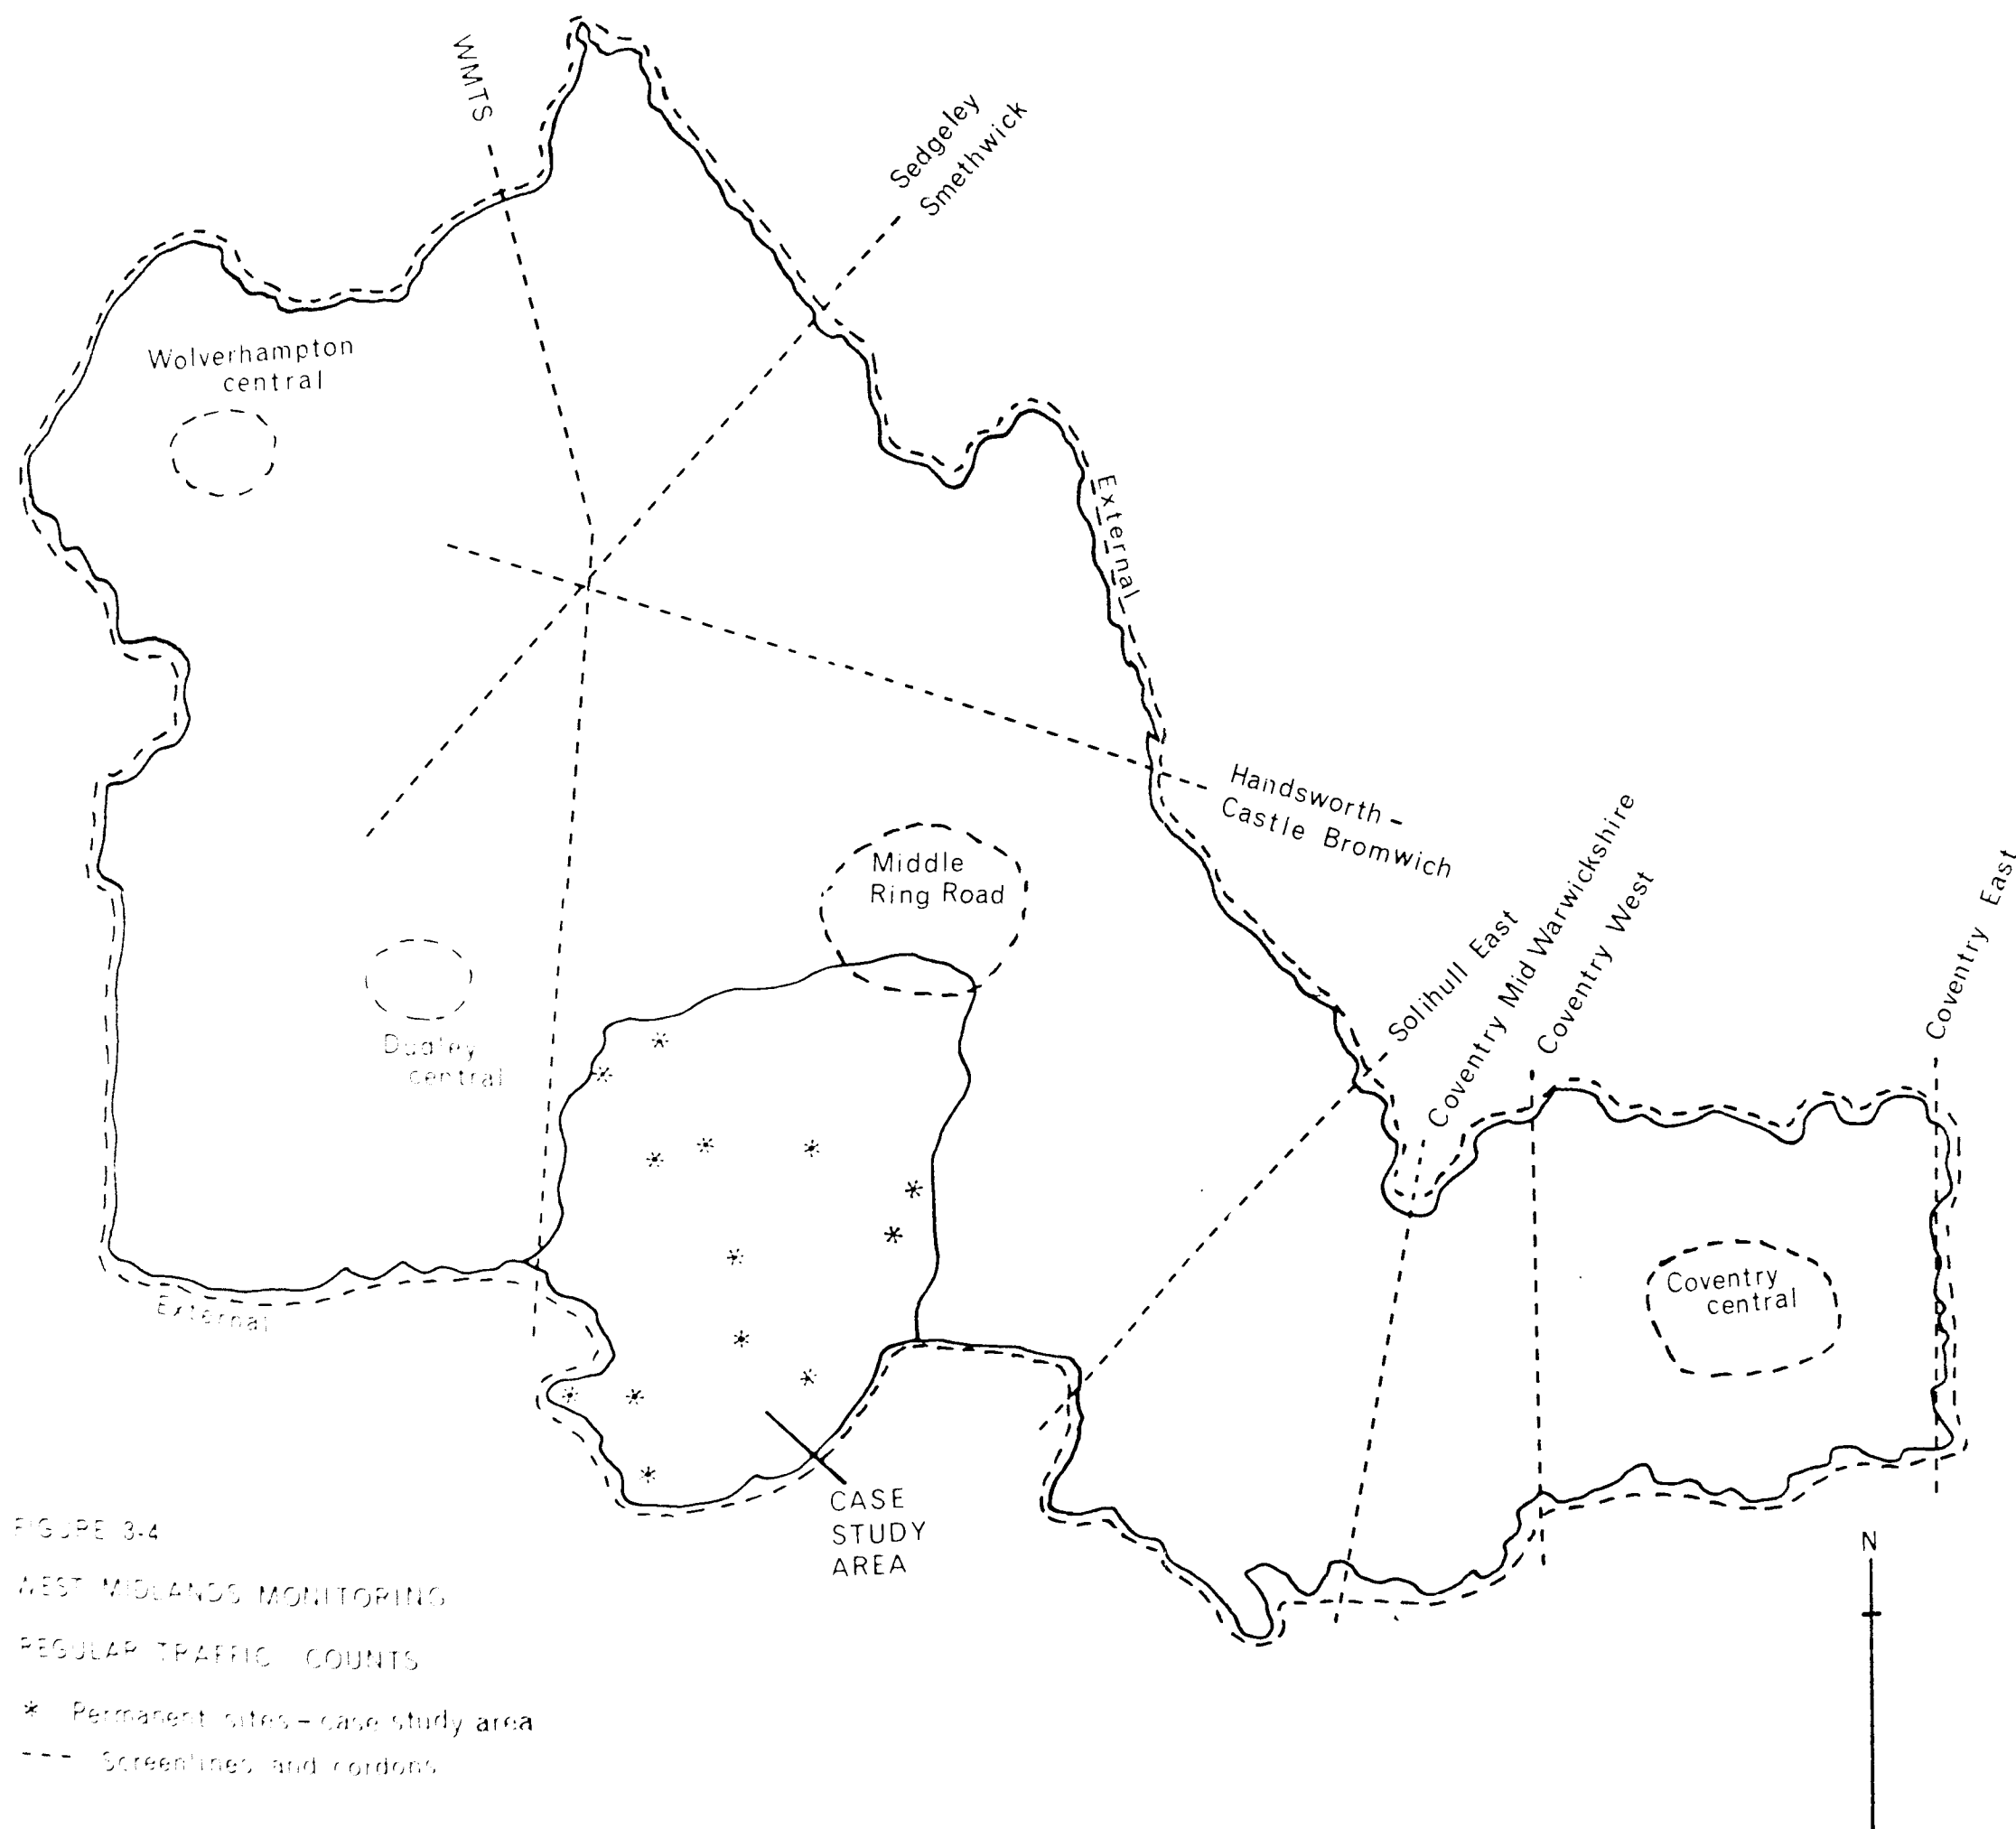 WMTS
Sedgeley
Smethwick
Wolverhampton
central
External
Handsworth –
Castle Bromwich
Middle
Ring Road
Solihull East
Coventry Mid Warwickshire
Coventry West
Coventry East
Dudley
central
Coventry
central
External
CASE
STUDY
AREA
N
FIGURE 3-4
WEST MIDLANDS MONITORING
REGULAR TRAFFIC COUNTS
* Permanent sites – case study area
--- Screenlines and cordons